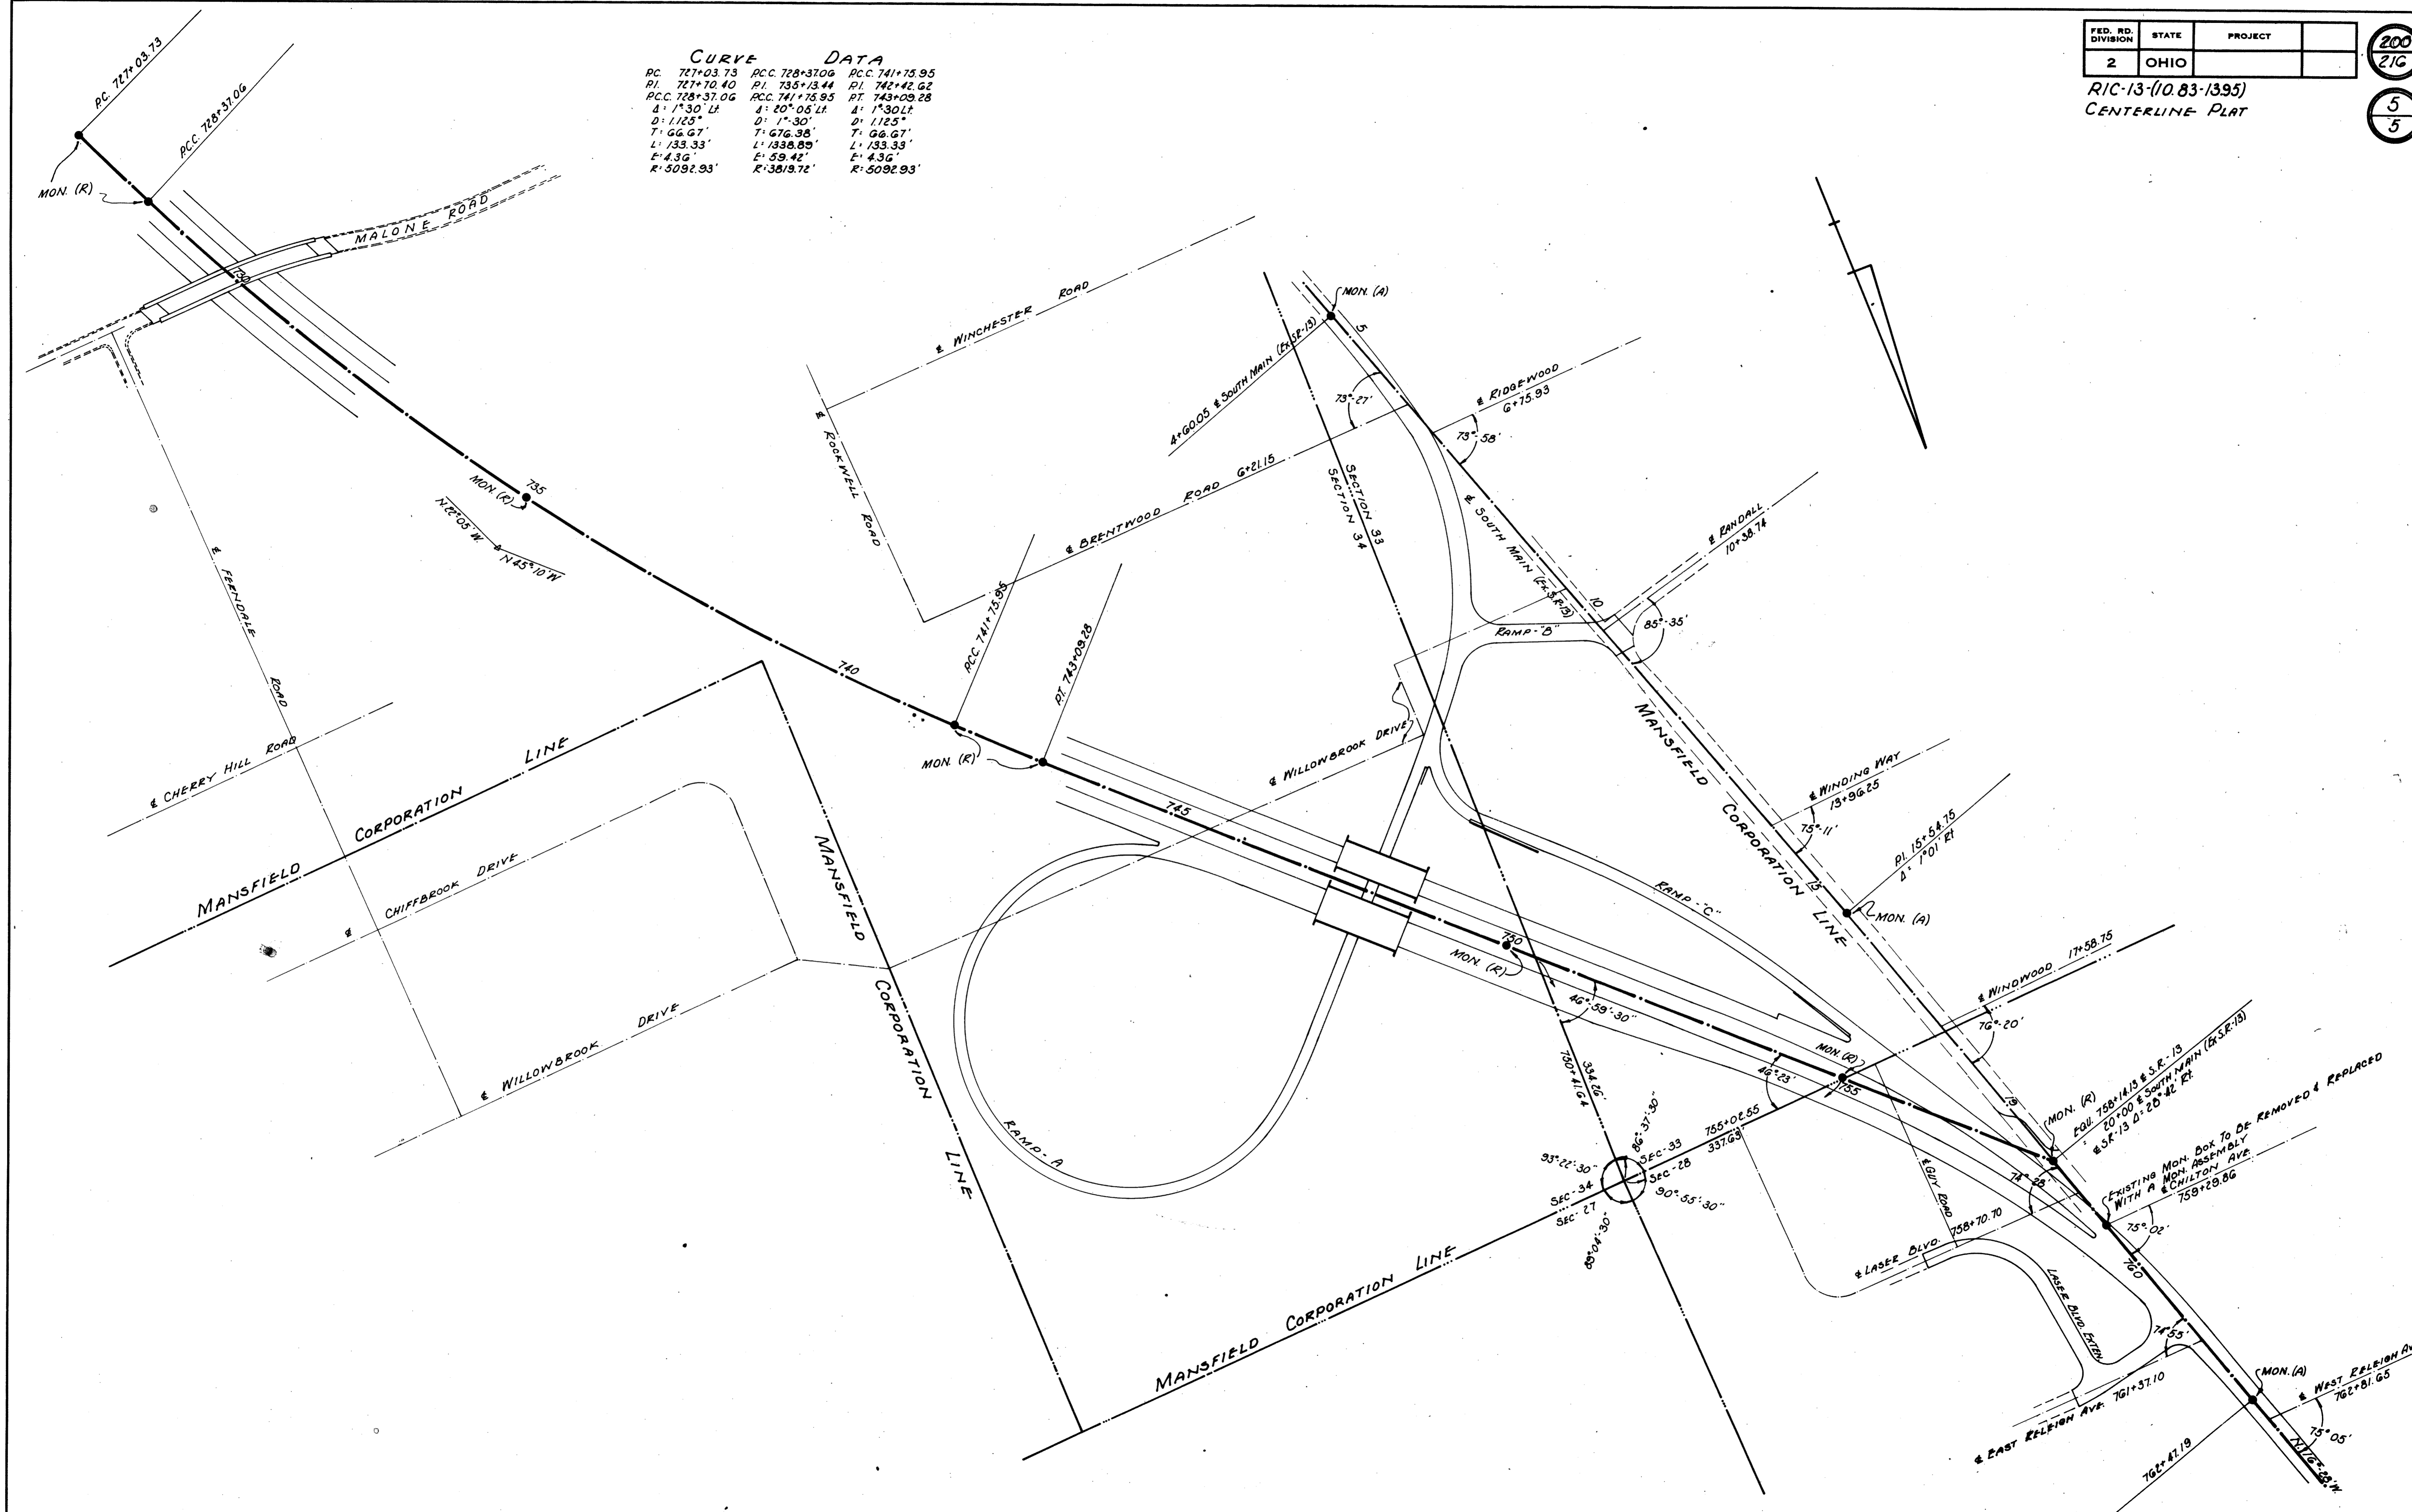 FED. RD. DIVISION STATE PROJECT
2 OHIO
200
216
RIC-13-(10.83-13.95)
CENTERLINE PLAT
5
5
CURVE DATA
P.C. 727+03.73 P.C.C. 728+37.06 P.C.C. 741+75.95
P.I. 727+70.40 P.I. 735+13.44 P.I. 742+42.62
P.C.C. 728+37.06 P.C.C. 741+75.95 P.T. 743+09.28
Δ= 1°-30' Lt. Δ= 20°-05' Lt. Δ= 1°-30 Lt.
D= 1.125° D= 1°-30' D= 1.125°
T= 66.67' T= 676.38' T= 66.67'
L= 133.33' L= 1338.89' L= 133.33'
E= 4.36' E= 59.42' E= 4.36'
R= 5092.93' R= 3819.72' R= 5092.93'
P.C. 727+03.73
P.C.C. 728+37.06
MON. (R)
MALONE ROAD
730
℄ WINCHESTER ROAD
℄ ROCKWELL ROAD
MON. (A)
5
4+60.05 ℄ SOUTH MAIN (EX. S.R.-13)
73°-27'
℄ RIDGEWOOD
6+75.93
73°-58'
℄ BRENTWOOD ROAD 6+21.15
SECTION 33
SECTION 34
℄ SOUTH MAIN (EX. S.R-13)
℄ RANDALL
10+38.74
10
85°-35'
RAMP-"B"
MON. (R)
735
N.22°05' W.
Δ
N 45°-10' W
℄ FERNDALE ROAD
740
P.C.C. 741+75.95
P.T. 743+09.28
MON. (R)
℄ WILLOWBROOK DRIVE
MANSFIELD CORPORATION LINE
℄ WINDING WAY
13+96.25
75°-11'
P.I. 15+54.75
Δ= 1°01' Rt
15
MON. (A)
℄ CHERRY HILL ROAD
MANSFIELD CORPORATION LINE
℄ CHIFFBROOK DRIVE
℄ WILLOWBROOK DRIVE
MANSFIELD CORPORATION LINE
745
RAMP-"C"
750
MON. (R)
46°-59'-30"
℄ WINDWOOD 17+58.75
76°-20'
MON. (R)
755
46°-23'
334.26'
750+41.64
755+02.55
337.63'
19
MON. (R)
EQU. 758+14.13 ℄ S.R.-13
= 20+00 ℄ SOUTH MAIN (EX S.R-13)
℄ S.R-13 Δ= 28°-42' Rt.
EXISTING MON. BOX TO BE REMOVED & REPLACED
WITH A MON. ASSEMBLY
℄ CHILTON AVE.
759+29.86
75°-02'
RAMP-A
93°-22'-30"
86°-37'-30"
SEC-33
SEC-28
SEC-34
SEC-27
90°-55'-30"
89°-04'-30"
℄ GUY ROAD
74°-28'
℄ LASER BLVD. 758+70.70
LASER BLVD. EXTEN.
760
MANSFIELD CORPORATION LINE
74°55'
℄ EAST RELEIGH AVE. 761+37.10
MON. (A)
℄ WEST RELEIGH
762+81.65
75°05'
762+47.19